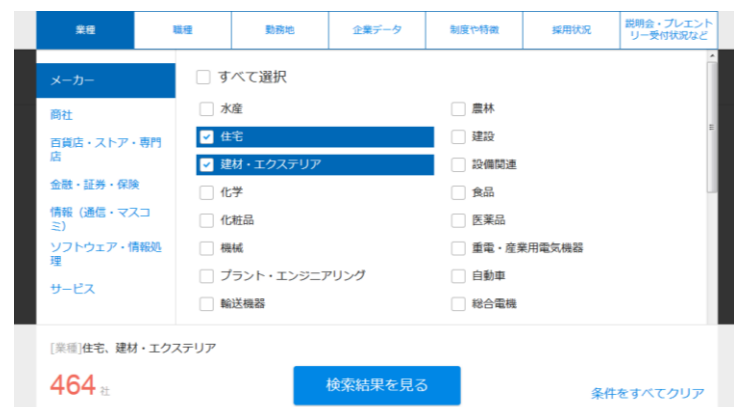 業種
職種
勤務地
企業データ
制度や特徴
採用状況
説明会・プレエント
リー受付状況など
メーカー
商社
百貨店・ストア・専門
店
金融・証券・保険
情報（通信・マスコ
ミ）
ソフトウェア・情報処
理
サービス
すべて選択
水産
農林
住宅
建設
建材・エクステリア
設備関連
化学
食品
化粧品
医薬品
機械
重電・産業用電気機器
プラント・エンジニアリング
自動車
輸送機器
総合電機
[業種]住宅、建材・エクステリア
464 社
検索結果を見る
条件をすべてクリア